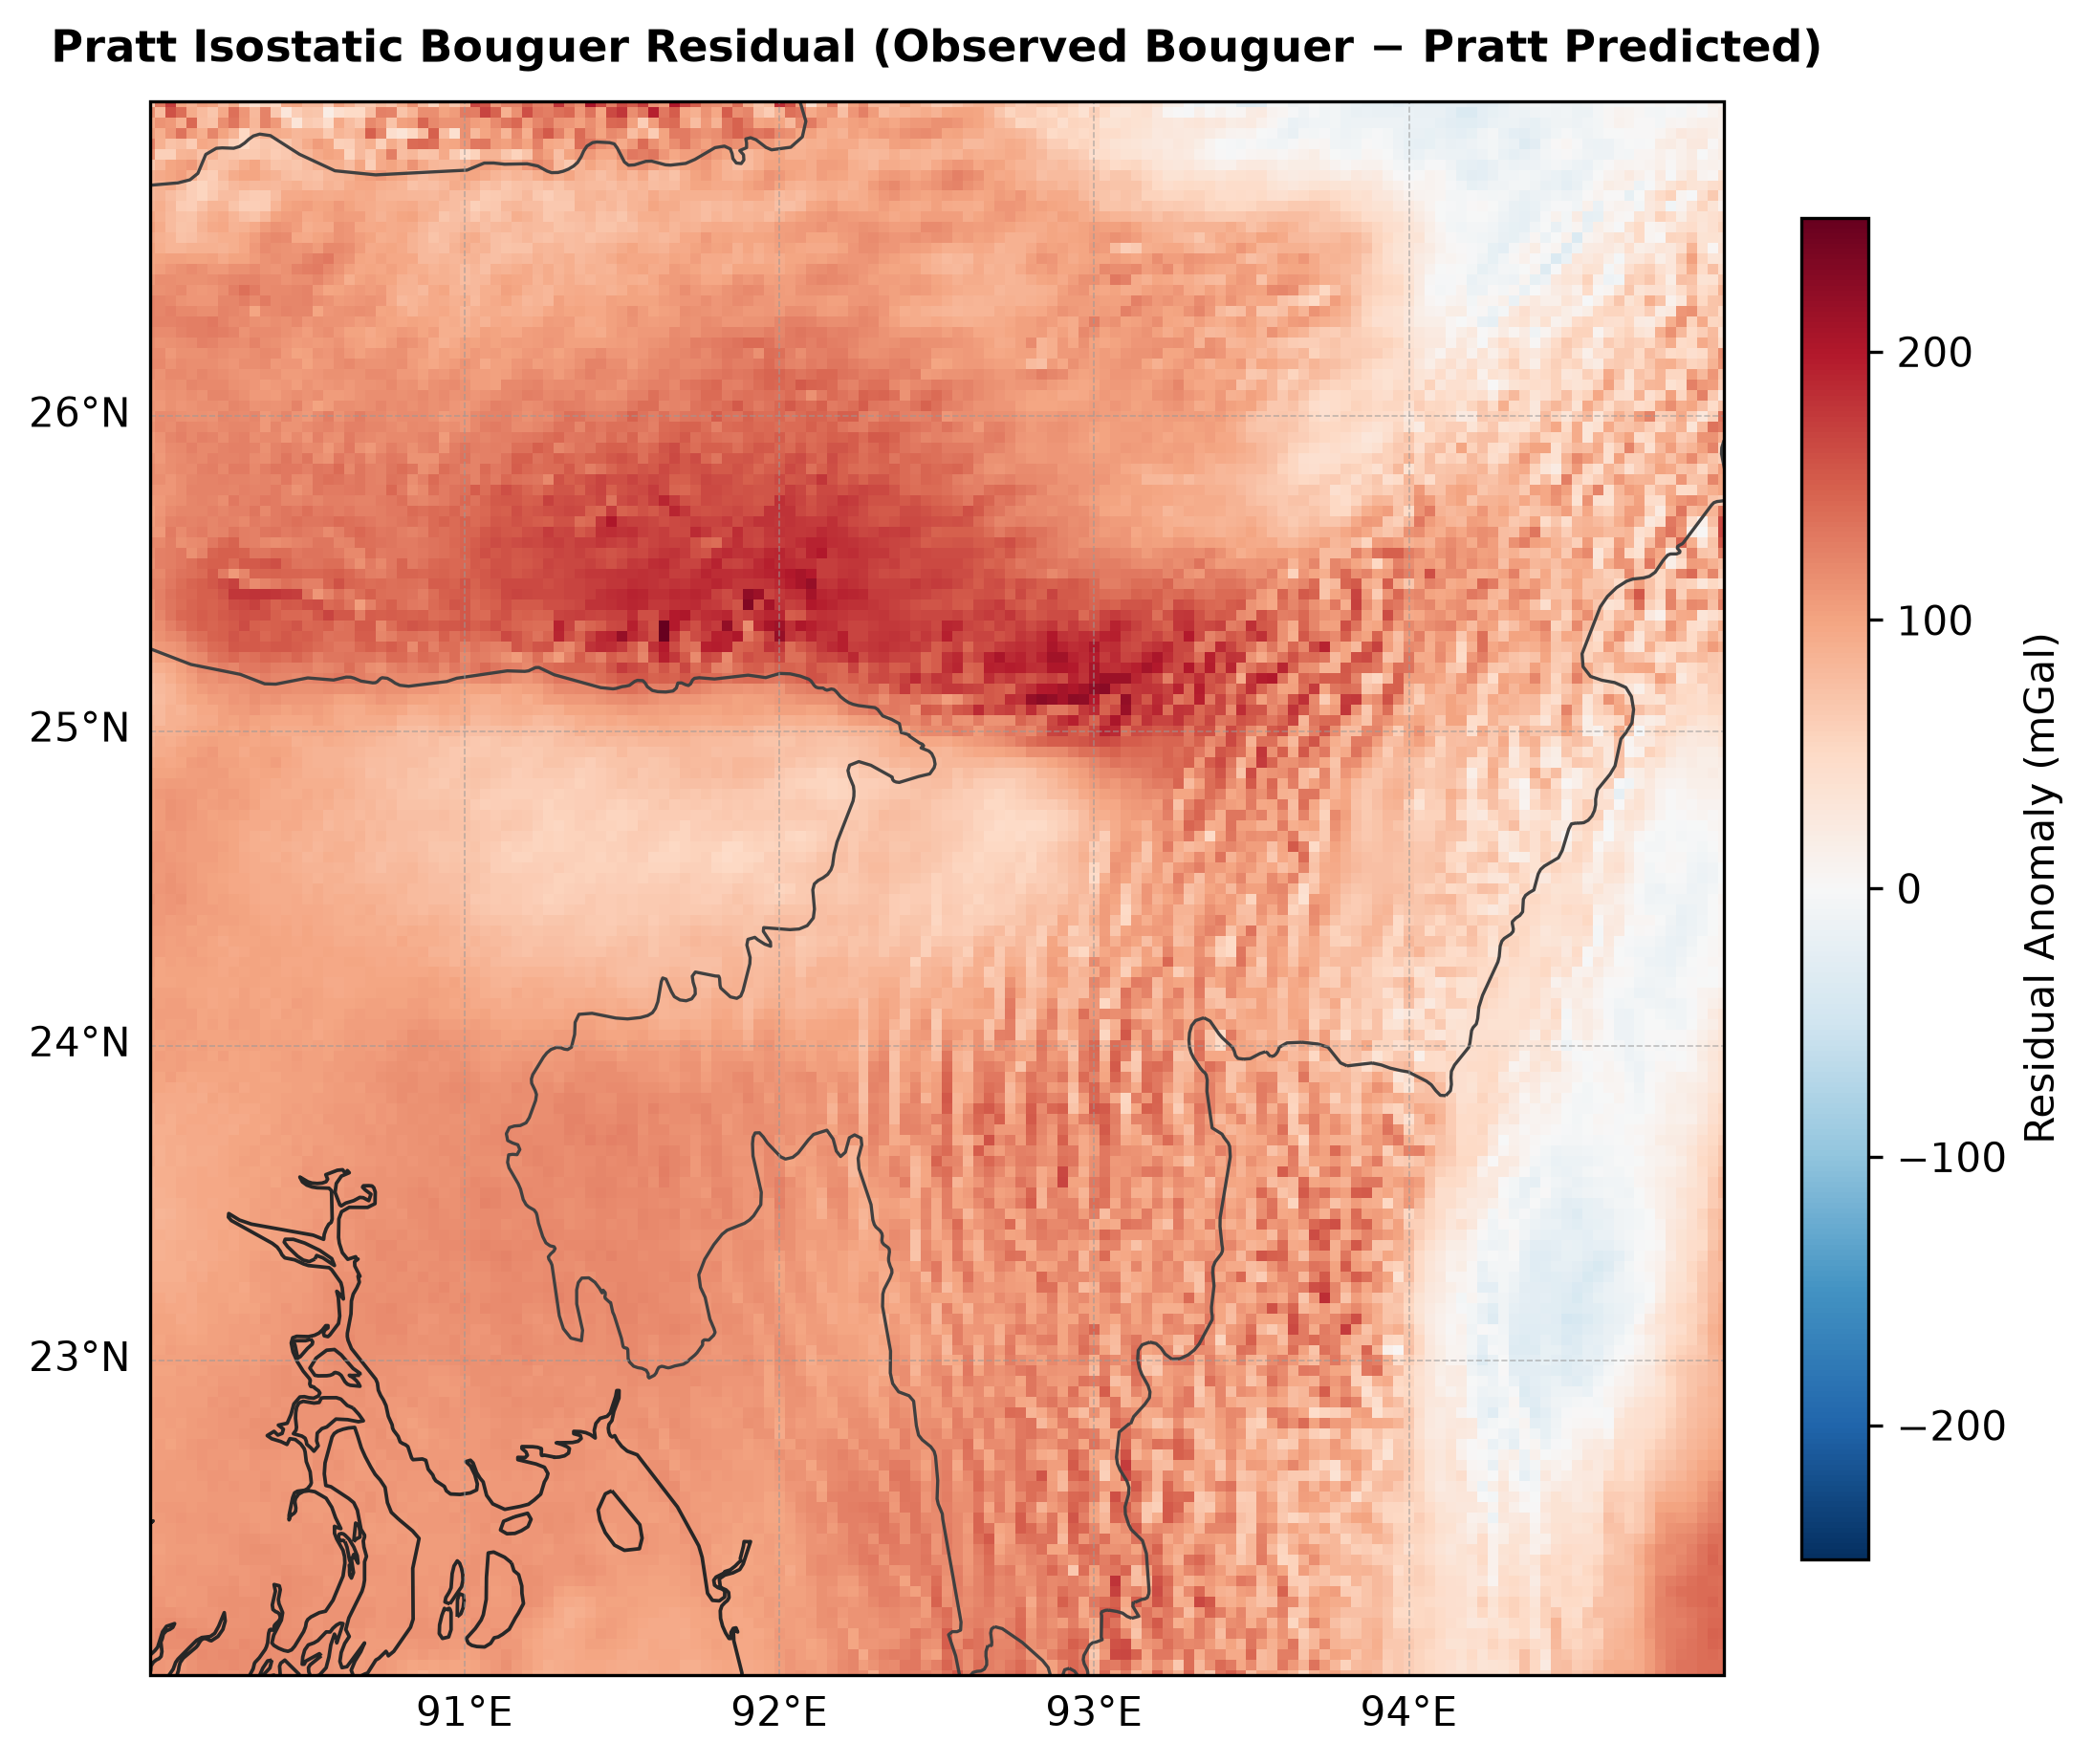 Pratt Isostatic Bouguer Residual (Observed Bouguer − Pratt Predicted)
26°N
25°N
24°N
23°N
91°E
92°E
93°E
94°E
200
100
0
−100
−200
Residual Anomaly (mGal)